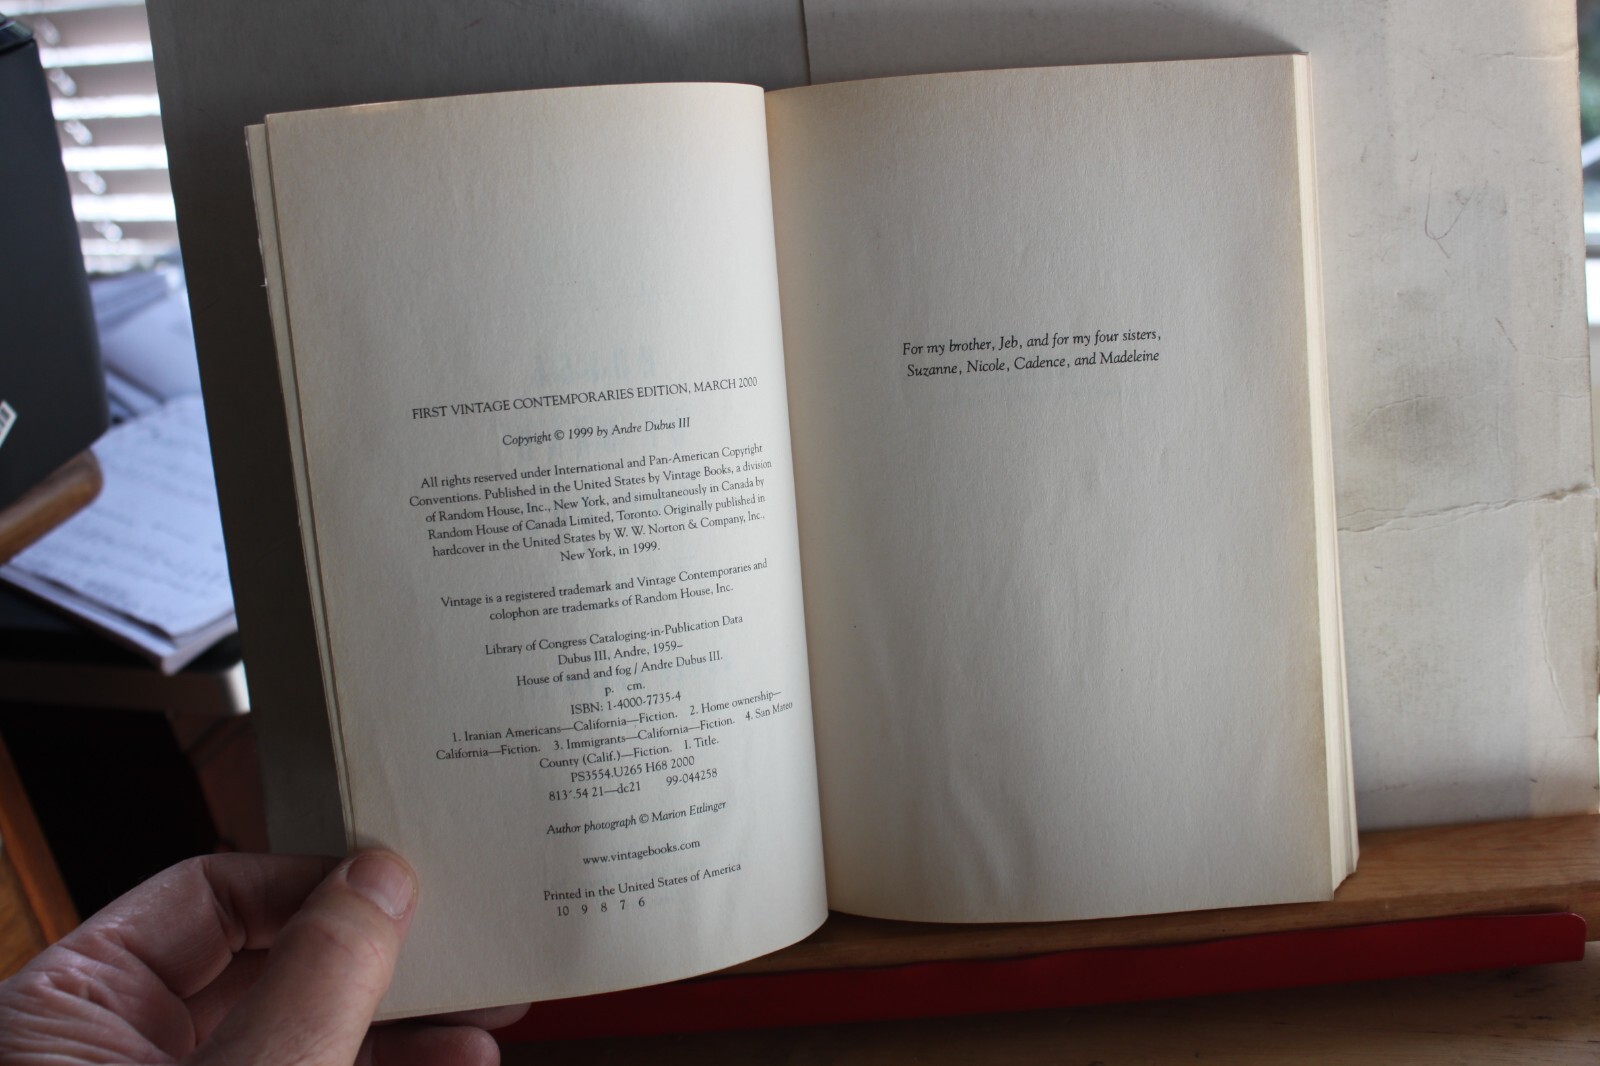 FIRST VINTAGE CONTEMPORARIES EDITION, MARCH 2000
Copyright © 1999 by Andre Dubus III
All rights reserved under International and Pan-American Copyright
Conventions. Published in the United States by Vintage Books, a division
of Random House, Inc., New York, and simultaneously in Canada by
Random House of Canada Limited, Toronto. Originally published in
hardcover in the United States by W. W. Norton & Company, Inc.,
New York, in 1999.
Vintage is a registered trademark and Vintage Contemporaries and
colophon are trademarks of Random House, Inc.
Library of Congress Cataloging-in-Publication Data
Dubus III, Andre, 1959–
House of sand and fog / Andre Dubus III.
p. cm.
ISBN: 1-4000-7735-4
1. Iranian Americans—California—Fiction. 2. Home ownership—
California—Fiction. 3. Immigrants—California—Fiction. 4. San Mateo
County (Calif.)—Fiction. I. Title.
PS3554.U265 H68 2000
813'.54 21—dc21 99-044258
Author photograph © Marion Ettlinger
www.vintagebooks.com
Printed in the United States of America
10 9 8 7 6
For my brother, Jeb, and for my four sisters,
Suzanne, Nicole, Cadence, and Madeleine